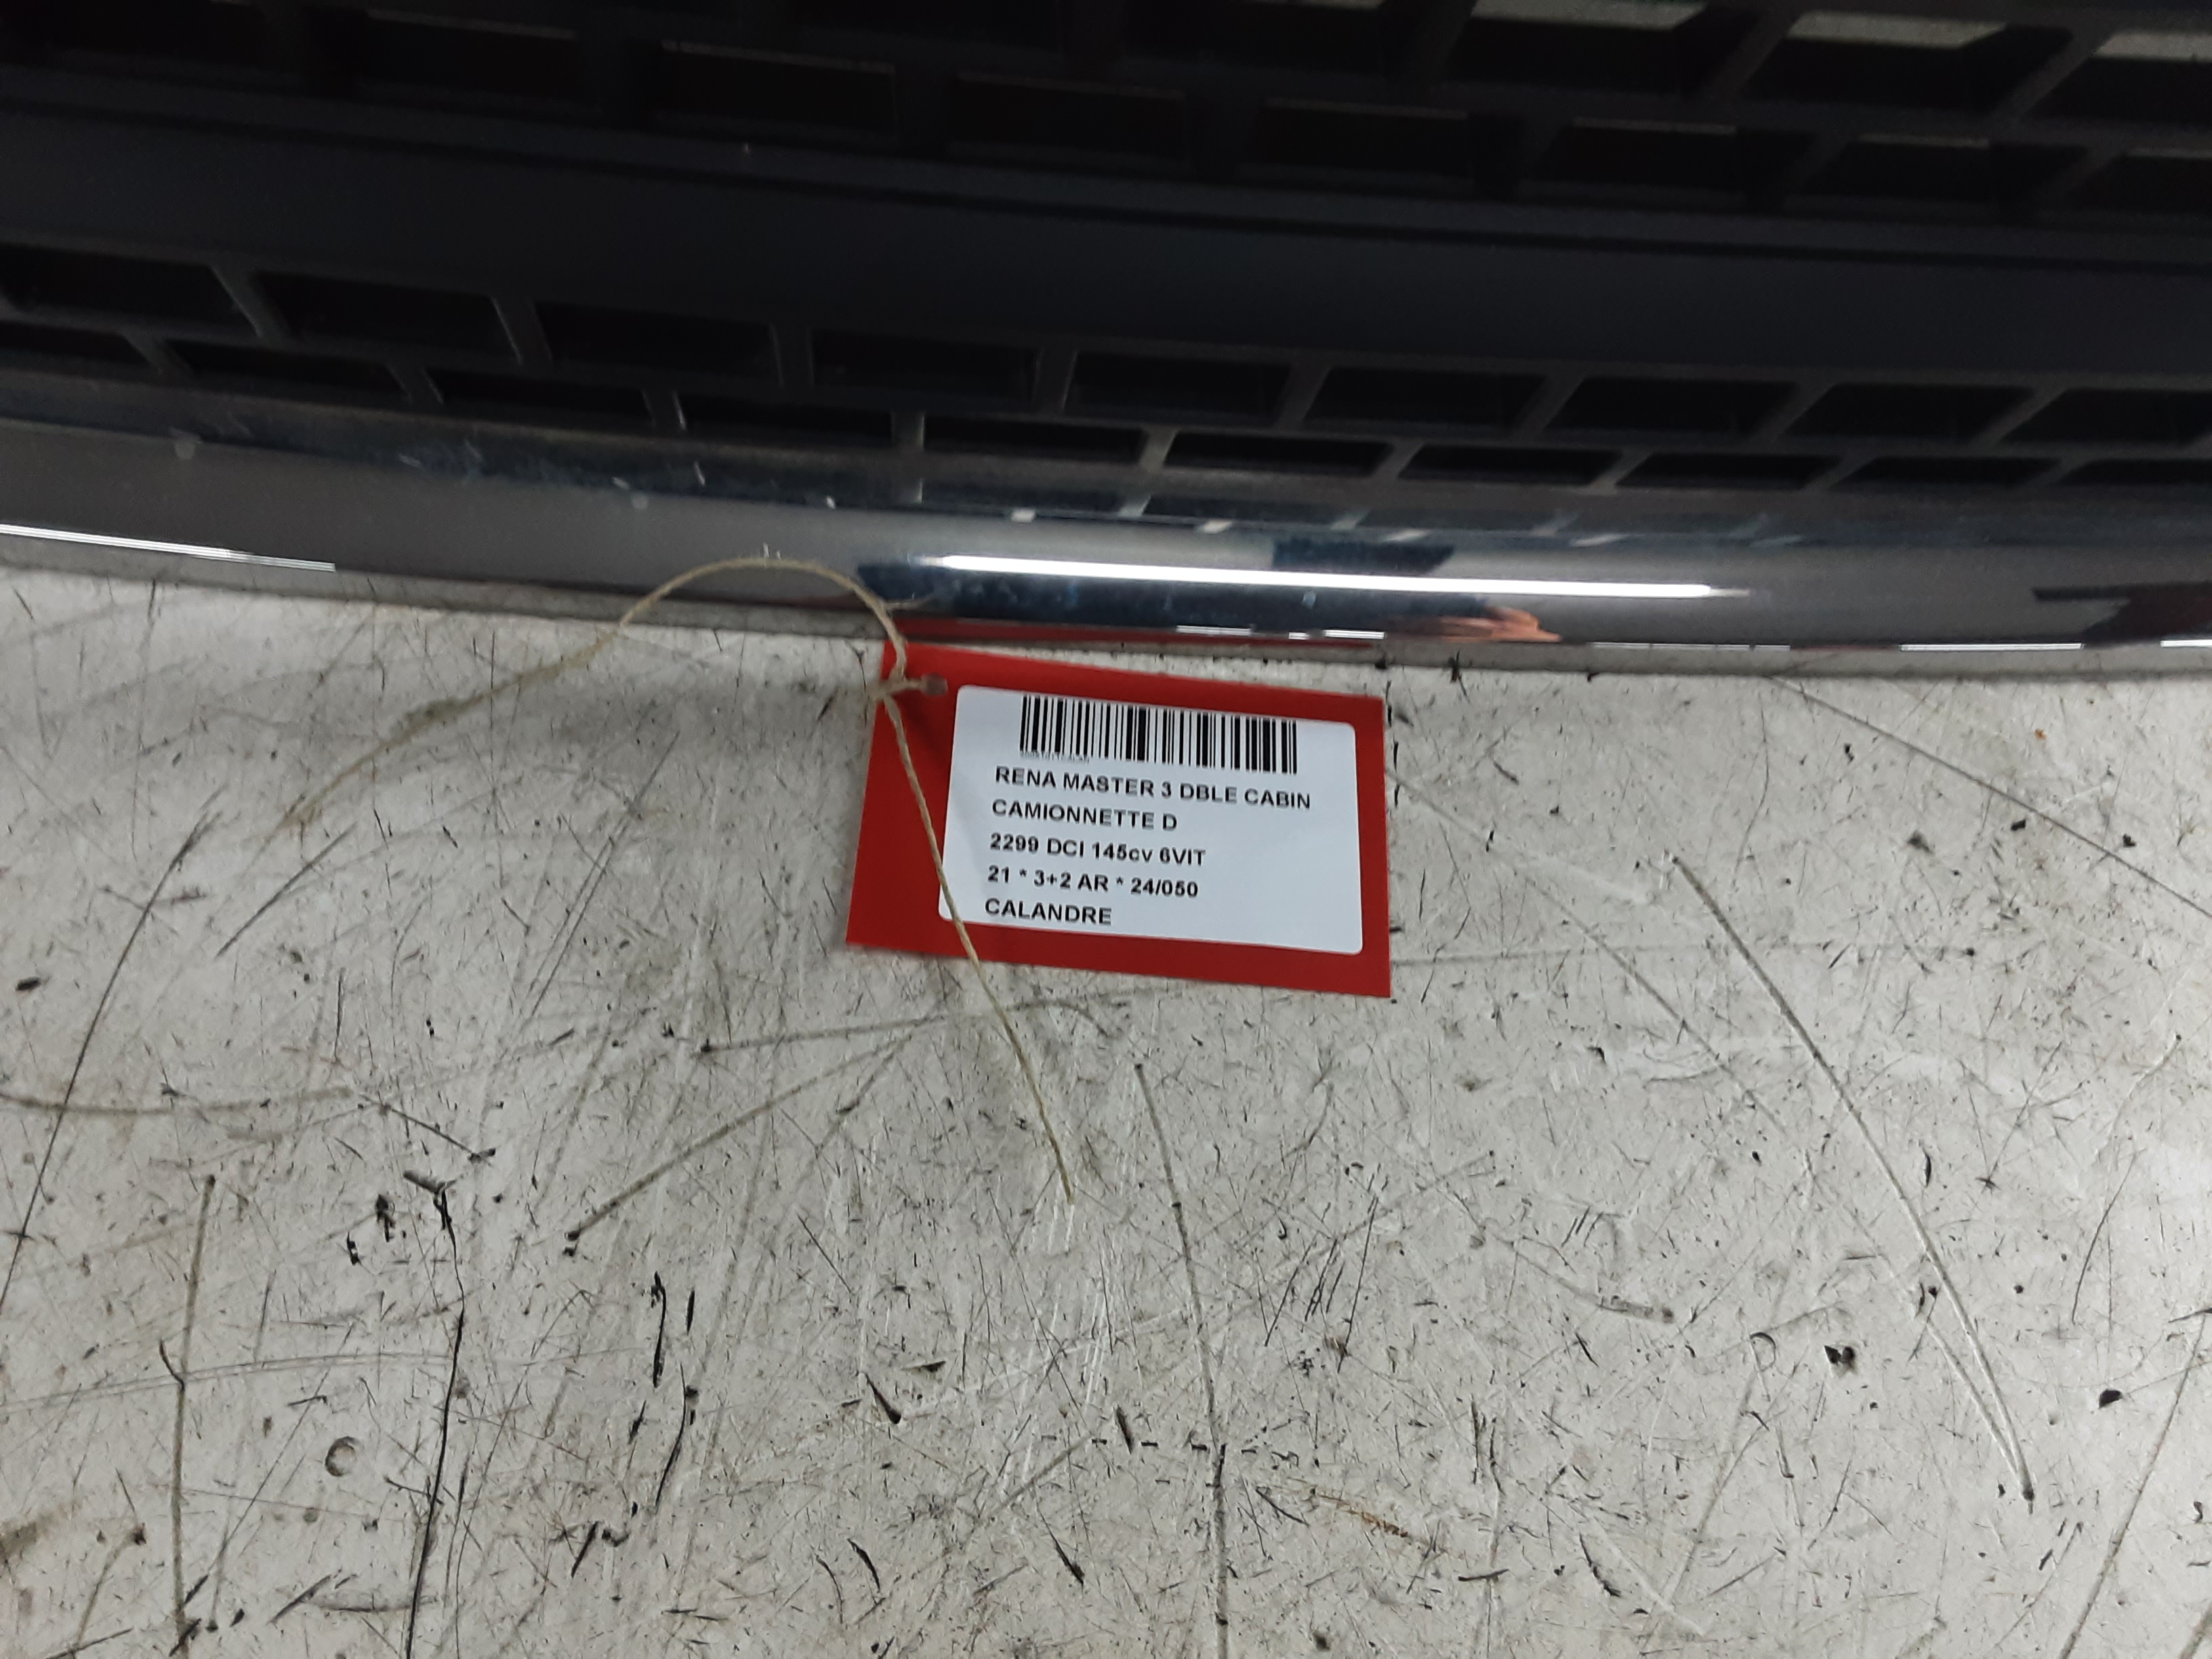 RENA MASTER 3 DBLE CABIN
CAMIONNETTE D
2299 DCI 145cv 6VIT
21 * 3+2 AR * 24/050
CALANDRE